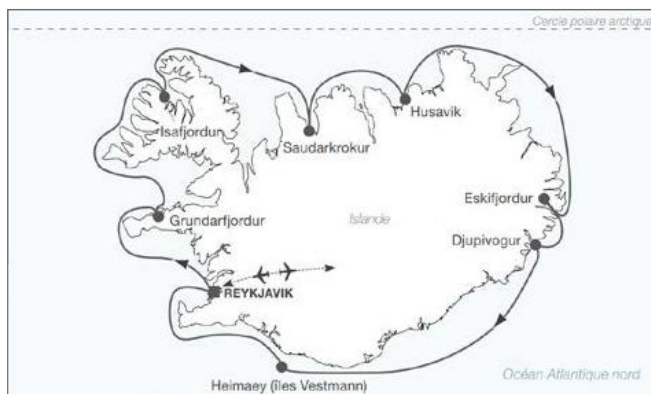 Cercle polaire arctique
Isafjordur
Saudarkrokur
Husavik
Eskifjordur
Grundarfjordur
Islande
Djupivogur
REYKJAVIK
Océan Atlantique nord
Heimaey (îles Vestmann)